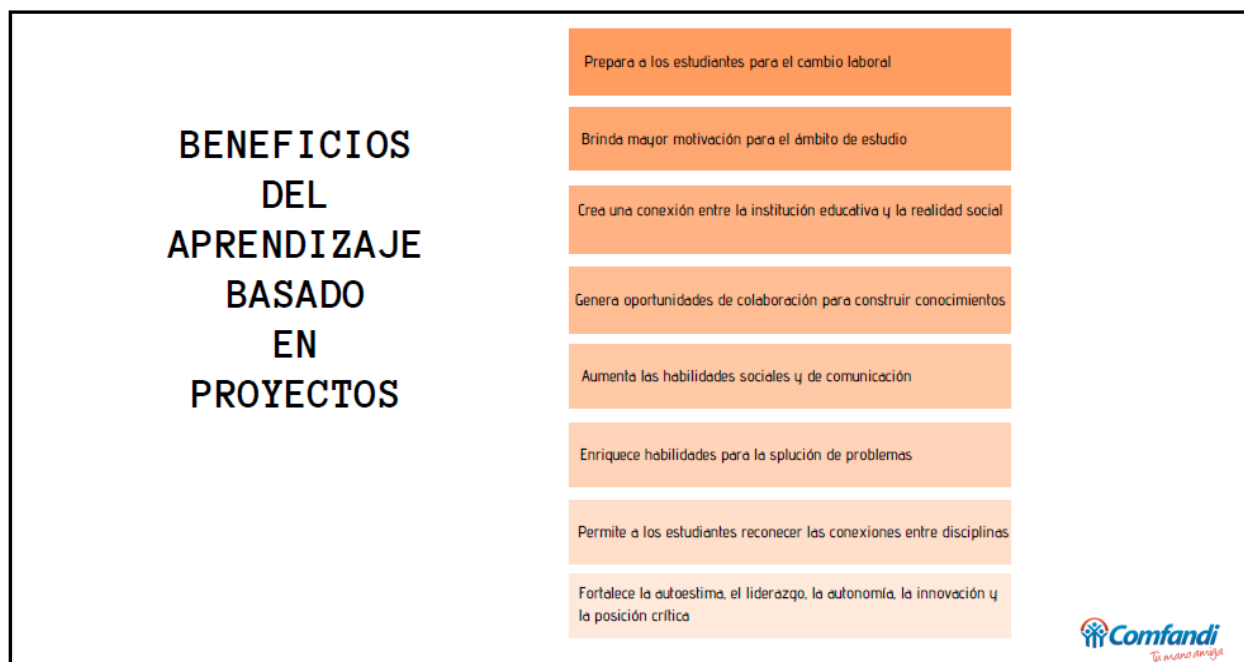 BENEFICIOS
DEL
APRENDIZAJE
BASADO
EN
PROYECTOS
Prepara a los estudiantes para el cambio laboral
Brinda mayor motivación para el ámbito de estudio
Crea una conexión entre la institución educativa y la realidad social
Genera oportunidades de colaboración para construir conocimientos
Aumenta las habilidades sociales y de comunicación
Enriquece habilidades para la splución de problemas
Permite a los estudiantes reconocer las conexiones entre disciplinas
Fortalece la autoestima, el liderazgo, la autonomía, la innovación y
la posición crítica
Comfandi
Tu mano amiga